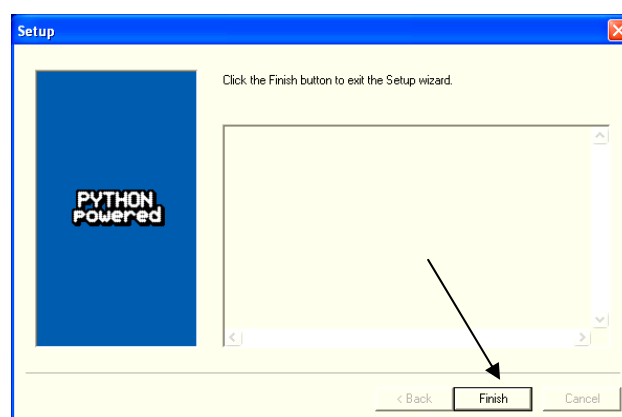 Setup
Click the Finish button to exit the Setup wizard.
PYTHON
powered
< Back Finish Cancel